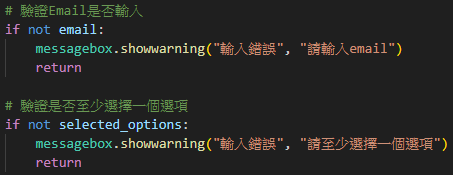 # 驗證Email是否輸入
if not email:
messagebox.showwarning("輸入錯誤", "請輸入email")
return
# 驗證是否至少選擇一個選項
if not selected_options:
messagebox.showwarning("輸入錯誤", "請至少選擇一個選項")
return